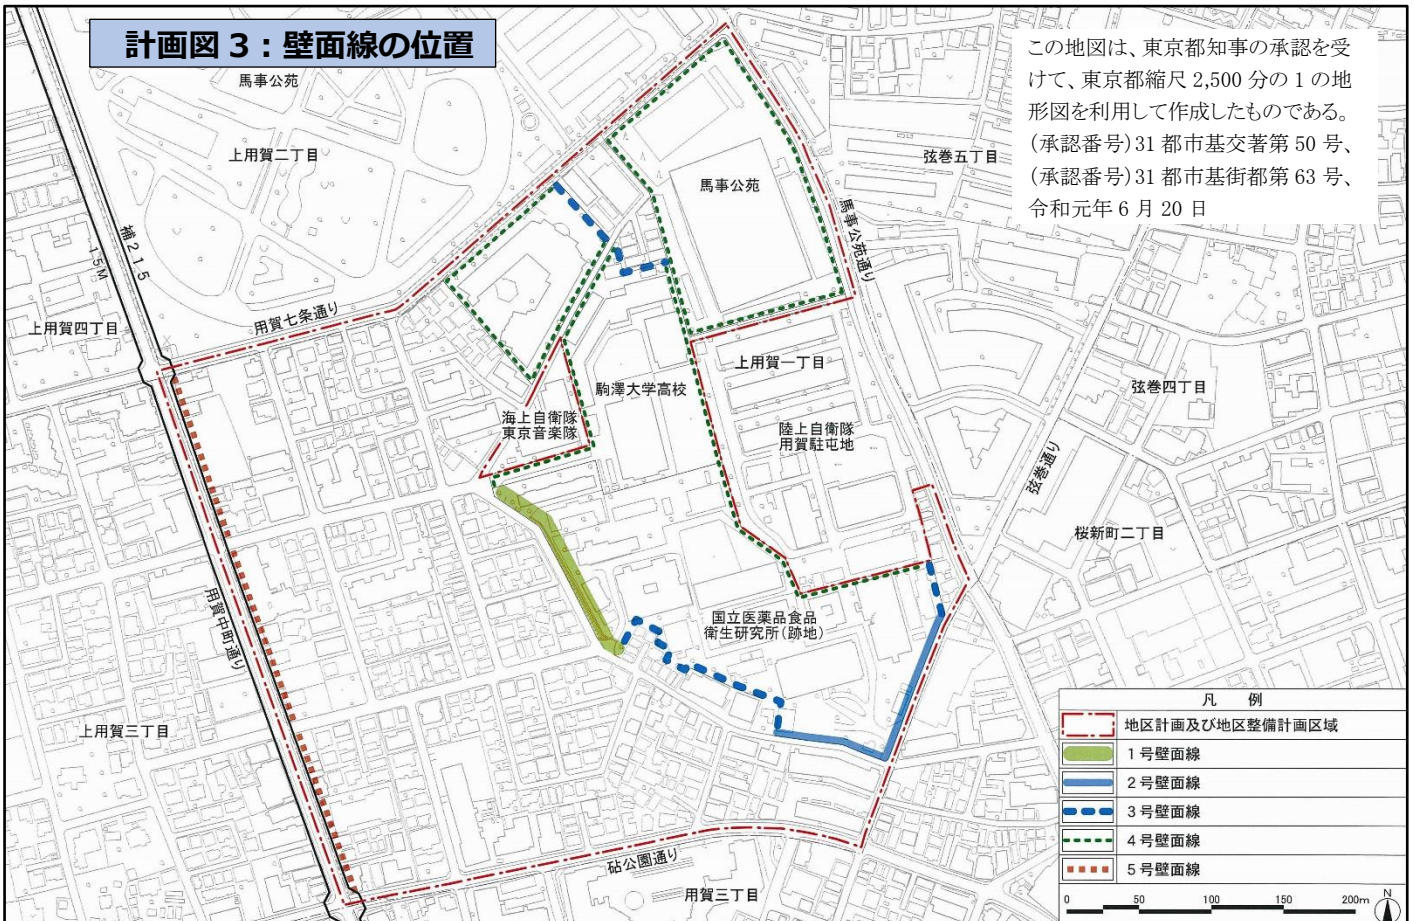 計画図3：壁面線の位置
この地図は、東京都知事の承認を受
けて、東京都縮尺 2,500 分の 1 の地
形図を利用して作成したものである。
(承認番号)31 都市基交著第 50 号、
(承認番号)31 都市基街都第 63 号、
令和元年 6 月 20 日
馬事公苑
上用賀二丁目
弦巻五丁目
馬事公苑
馬事公苑通り
補215
15M
用賀七条通り
上用賀四丁目
上用賀一丁目
弦巻四丁目
駒澤大学高校
海上自衛隊
東京音楽隊
陸上自衛隊
用賀駐屯地
弦巻通り
桜新町二丁目
用賀中町通り
国立医薬品食品
衛生研究所(跡地)
上用賀三丁目
砧公園通り
用賀三丁目
凡 例
地区計画及び地区整備計画区域
1号壁面線
2号壁面線
3号壁面線
4号壁面線
5号壁面線
0 50 100 150 200m
N